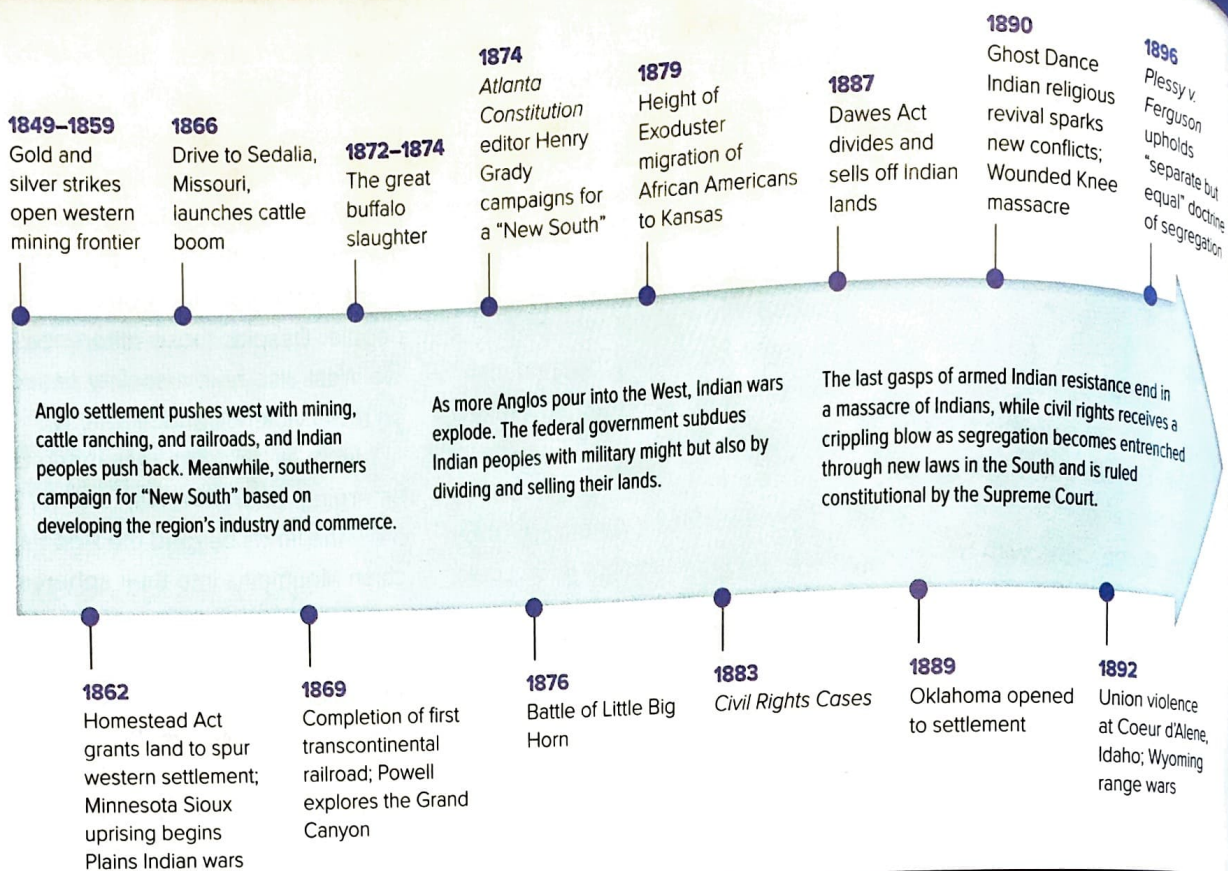 1849–1859
Gold and
silver strikes
open western
mining frontier
1866
Drive to Sedalia,
Missouri,
launches cattle
boom
1872–1874
The great
buffalo
slaughter
1874
Atlanta
Constitution
editor Henry
Grady
campaigns for
a “New South”
1879
Height of
Exoduster
migration of
African Americans
to Kansas
1887
Dawes Act
divides and
sells off Indian
lands
1890
Ghost Dance
Indian religious
revival sparks
new conflicts;
Wounded Knee
massacre
1896
Plessy v.
Ferguson
upholds
“separate but
equal” doctrine
of segregation
Anglo settlement pushes west with mining,
cattle ranching, and railroads, and Indian
peoples push back. Meanwhile, southerners
campaign for “New South” based on
developing the region’s industry and commerce.
As more Anglos pour into the West, Indian wars
explode. The federal government subdues
Indian peoples with military might but also by
dividing and selling their lands.
The last gasps of armed Indian resistance end in
a massacre of Indians, while civil rights receives a
crippling blow as segregation becomes entrenched
through new laws in the South and is ruled
constitutional by the Supreme Court.
1862
Homestead Act
grants land to spur
western settlement;
Minnesota Sioux
uprising begins
Plains Indian wars
1869
Completion of first
transcontinental
railroad; Powell
explores the Grand
Canyon
1876
Battle of Little Big
Horn
1883
Civil Rights Cases
1889
Oklahoma opened
to settlement
1892
Union violence
at Coeur d’Alene,
Idaho; Wyoming
range wars